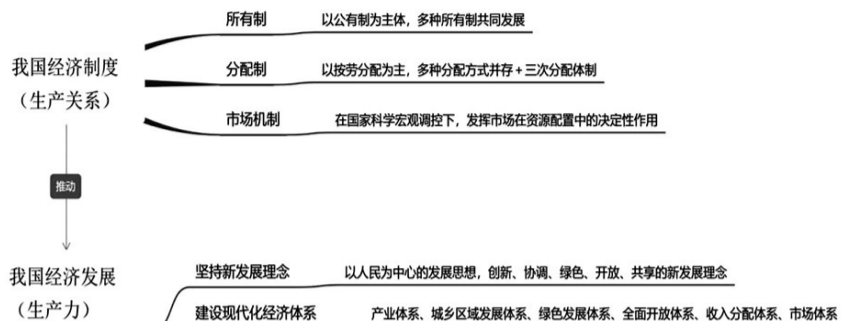 所有制
以公有制为主体，多种所有制共同发展
我国经济制度
（生产关系）
分配制
以按劳分配为主，多种分配方式并存 + 三次分配体制
市场机制
在国家科学宏观调控下，发挥市场在资源配置中的决定性作用
推动
我国经济发展
（生产力）
坚持新发展理念
以人民为中心的发展思想，创新、协调、绿色、开放、共享的新发展理念
建设现代化经济体系
产业体系、城乡区域发展体系、绿色发展体系、全面开放体系、收入分配体系、市场体系